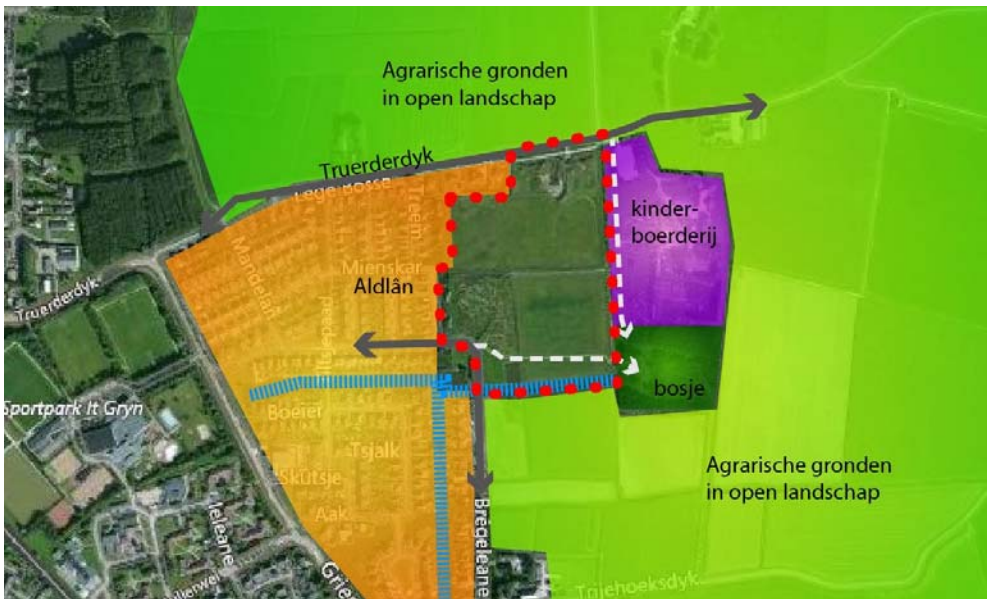 Agrarische gronden
in open landschap
Truerderdyk
Lege Bosse
Treem
kinder-
boerderij
Mandelân
Mienskar
Aldlân
Truerderdyk
bosje
Sportpark It Gryn
Boeier
Tsjalk
Skûtsje
Aak
Agrarische gronden
in open landschap
Bregeleane
Trijehoeksdyk